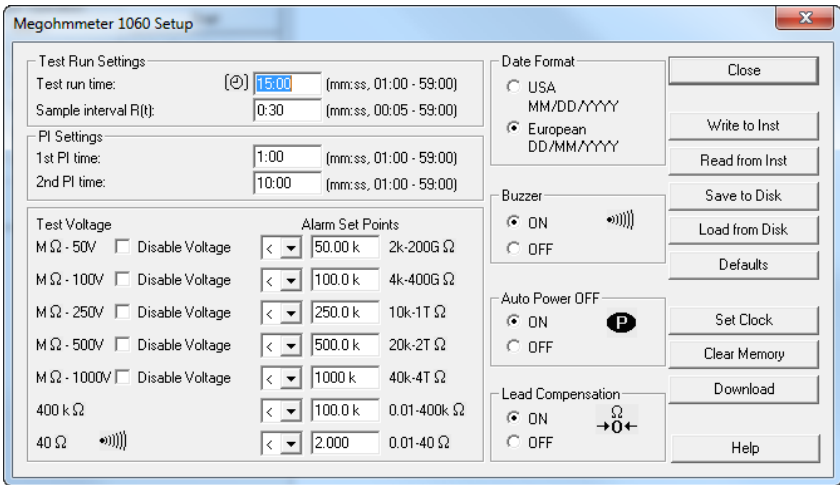 Megohmmeter 1060 Setup
Test Run Settings
Test run time: 15:00 (mm:ss, 01:00 - 59:00)
Sample interval R(t): 0:30 (mm:ss, 00:05 - 59:00)
PI Settings
1st PI time: 1:00 (mm:ss, 01:00 - 59:00)
2nd PI time: 10:00 (mm:ss, 01:00 - 59:00)
Test Voltage Alarm Set Points
M Ω - 50V Disable Voltage < 50.00 k 2k-200G Ω
M Ω - 100V Disable Voltage < 100.0 k 4k-400G Ω
M Ω - 250V Disable Voltage < 250.0 k 10k-1T Ω
M Ω - 500V Disable Voltage < 500.0 k 20k-2T Ω
M Ω - 1000V Disable Voltage < 1000 k 40k-4T Ω
400 k Ω < 100.0 k 0.01-400k Ω
40 Ω < 2.000 0.01-40 Ω
Date Format
USA
MM/DD/YYYY
European
DD/MM/YYYY
Buzzer
ON
OFF
Auto Power OFF
ON P
OFF
Lead Compensation
ON Ω
→0←
OFF
Close
Write to Inst
Read from Inst
Save to Disk
Load from Disk
Defaults
Set Clock
Clear Memory
Download
Help